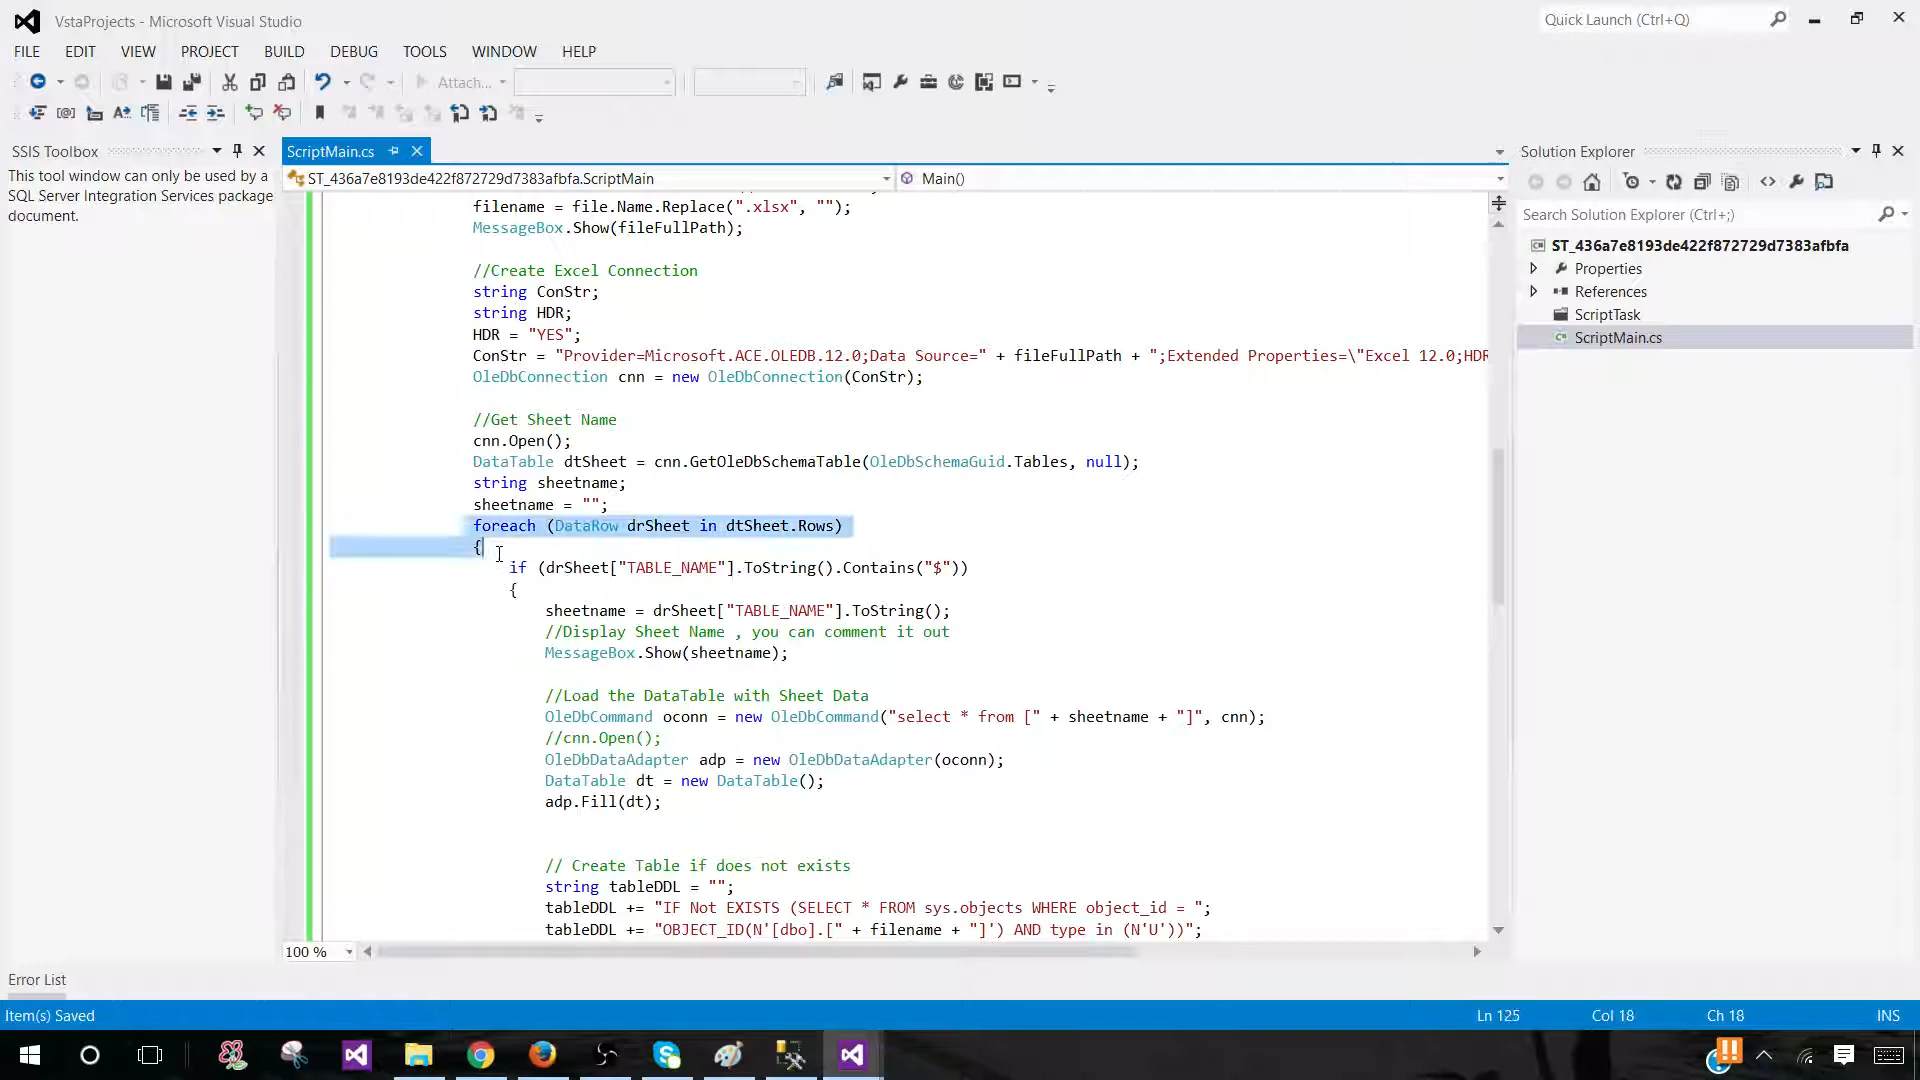 VstaProjects - Microsoft Visual Studio
Quick Launch (Ctrl+Q)
FILE EDIT VIEW PROJECT BUILD DEBUG TOOLS WINDOW HELP
Attach...
SSIS Toolbox
This tool window can only be used by a
SQL Server Integration Services package
document.
ScriptMain.cs
ST_436a7e8193de422f872729d7383afbfa.ScriptMain
Main()
filename = file.Name.Replace(".xlsx", "");
MessageBox.Show(fileFullPath);
//Create Excel Connection
string ConStr;
string HDR;
HDR = "YES";
ConStr = "Provider=Microsoft.ACE.OLEDB.12.0;Data Source=" + fileFullPath + ";Extended Properties=\"Excel 12.0;HDR
OleDbConnection cnn = new OleDbConnection(ConStr);
//Get Sheet Name
cnn.Open();
DataTable dtSheet = cnn.GetOleDbSchemaTable(OleDbSchemaGuid.Tables, null);
string sheetname;
sheetname = "";
foreach (DataRow drSheet in dtSheet.Rows)
{
if (drSheet["TABLE_NAME"].ToString().Contains("$"))
{
sheetname = drSheet["TABLE_NAME"].ToString();
//Display Sheet Name , you can comment it out
MessageBox.Show(sheetname);
//Load the DataTable with Sheet Data
OleDbCommand oconn = new OleDbCommand("select * from [" + sheetname + "]", cnn);
//cnn.Open();
OleDbDataAdapter adp = new OleDbDataAdapter(oconn);
DataTable dt = new DataTable();
adp.Fill(dt);
// Create Table if does not exists
string tableDDL = "";
tableDDL += "IF Not EXISTS (SELECT * FROM sys.objects WHERE object_id = ";
tableDDL += "OBJECT_ID(N'[dbo].[" + filename + "]') AND type in (N'U'))";
100 %
Solution Explorer
Search Solution Explorer (Ctrl+;)
ST_436a7e8193de422f872729d7383afbfa
Properties
References
ScriptTask
ScriptMain.cs
Error List
Item(s) Saved
Ln 125
Col 18
Ch 18
INS